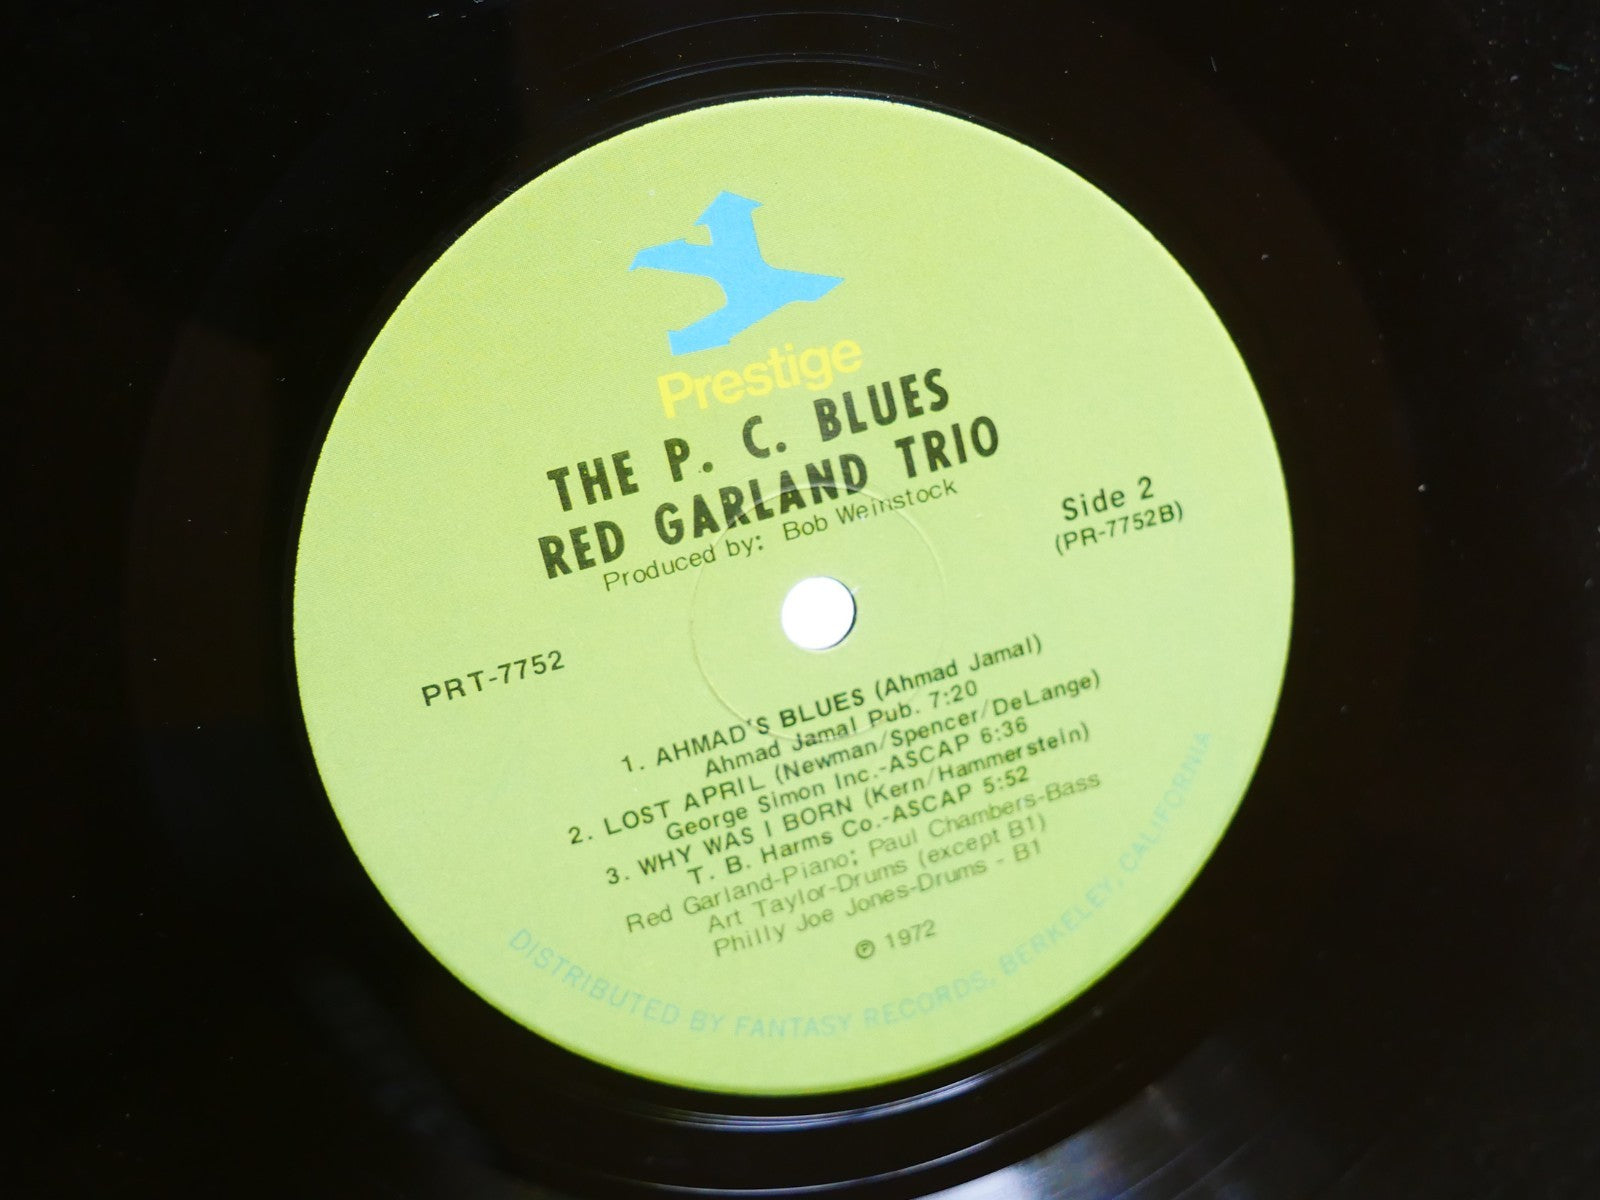 Prestige
THE P. C. BLUES
RED GARLAND TRIO
Produced by: Bob Weinstock
Side 2
(PR-7752B)
PRT-7752
1. AHMAD'S BLUES (Ahmad Jamal)
Ahmad Jamal Pub. 7:20
2. LOST APRIL (Newman/Spencer/DeLange)
George Simon Inc.-ASCAP 6:36
3. WHY WAS I BORN (Kern/Hammerstein)
T. B. Harms Co.-ASCAP 5:52
Red Garland-Piano; Paul Chambers-Bass
Art Taylor-Drums (except B1)
Philly Joe Jones-Drums - B1
℗ 1972
DISTRIBUTED BY FANTASY RECORDS, BERKELEY, CALIFORNIA